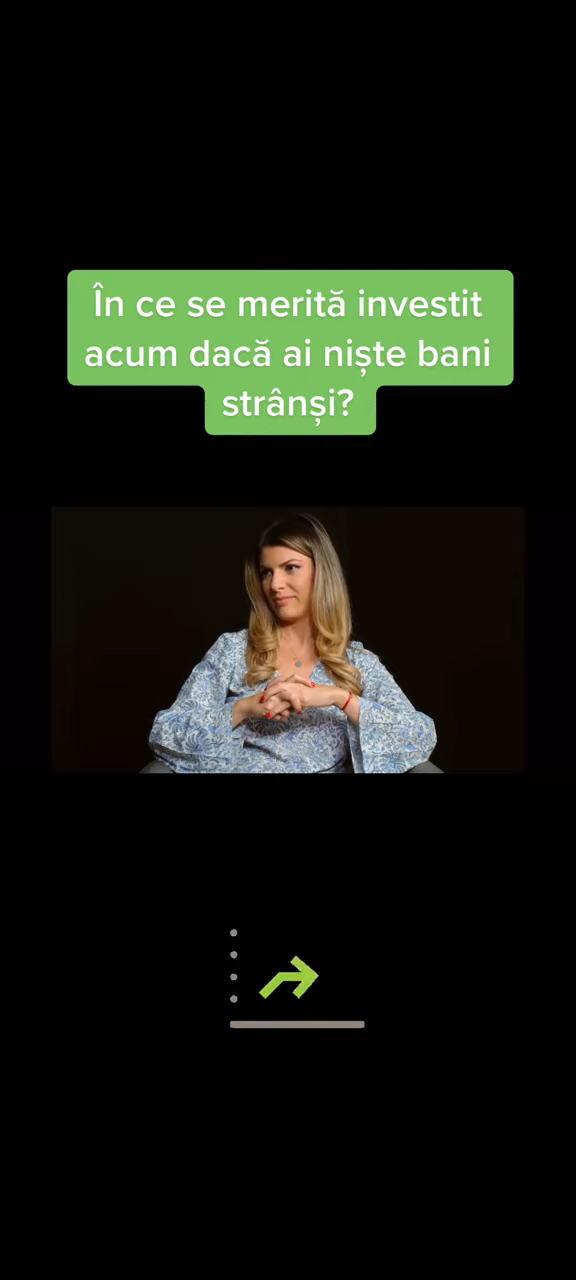 În ce se merită investit
acum dacă ai niște bani
strânși?